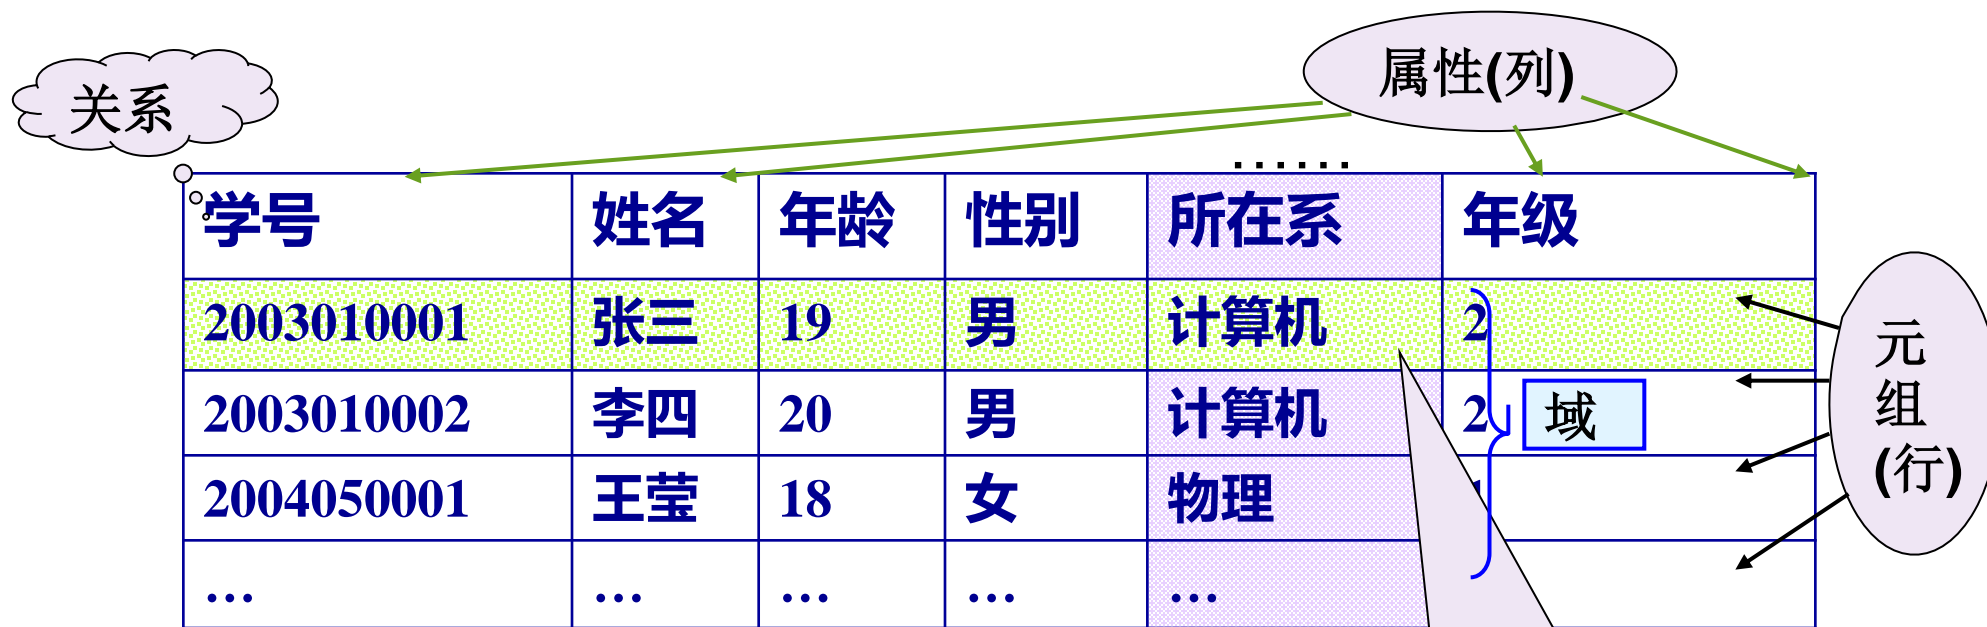 属性(列)
关系
......
学号 姓名 年龄 性别 所在系 年级
2003010001 张三 19 男 计算机 2
2003010002 李四 20 男 计算机 2
域
2004050001 王莹 18 女 物理
… … … … …
元
组
(行)